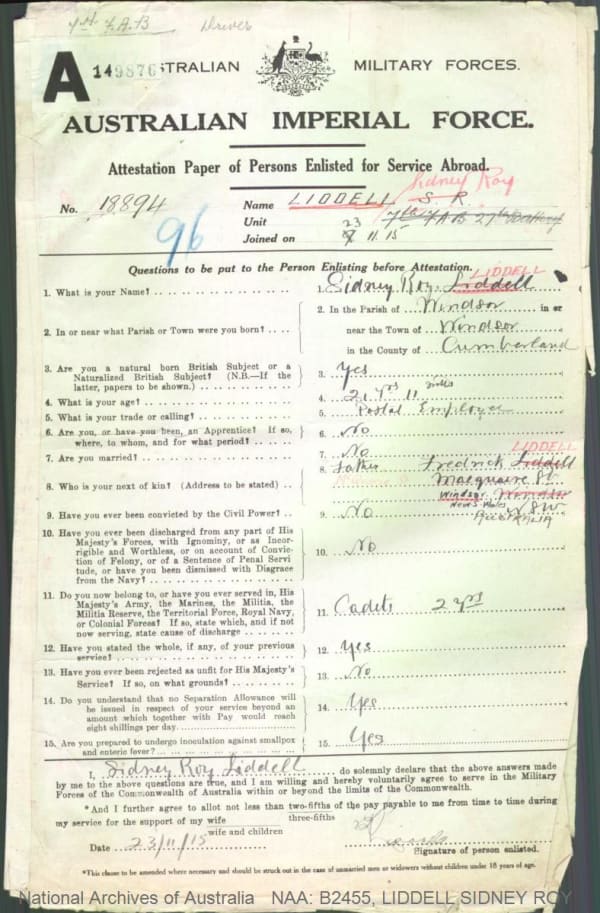 7th F.A.B Driver
A 149876 STRALIAN MILITARY FORCES.
AUSTRALIAN IMPERIAL FORCE.
Attestation Paper of Persons Enlisted for Service Abroad.
Sidney Roy
No. 18894 Name LIDDELL S. R.
Unit 7th FAB 27th Battery
96
Joined on 23 11.15
Questions to be put to the Person Enlisting before Attestation.
LIDDELL
1. What is your Name? 1. Sidney Roy Liddell
2. In or near what Parish or Town were you born? 2. In the Parish of Windsor in or
near the Town of Windsor
in the County of Cumberland
3. Are you a natural born British Subject or a
Naturalized British Subject? (N.B.—If the
latter, papers to be shown.) 3. Yes
4. What is your age? 4. 21 yrs 11
5. What is your trade or calling? 5. Postal Employee
6. Are you, or have you been, an Apprentice? If so,
where, to whom, and for what period? 6. No
7. Are you married? 7. No
LIDDELL
8. Who is your next of kin? (Address to be stated) 8. Father Fredrick Liddell
Macquarie St
Windsor Windsor
New S. Wales NSW
Australia
9. Have you ever been convicted by the Civil Power? 9. No
10. Have you ever been discharged from any part of His
Majesty's Forces, with Ignominy, or as Incor-
rigible and Worthless, or on account of Convic-
tion of Felony, or of a Sentence of Penal Servi
tude, or have you been dismissed with Disgrace
from the Navy? 10. No
11. Do you now belong to, or have you ever served in, His
Majesty's Army, the Marines, the Militia, the
Militia Reserve, the Territorial Force, Royal Navy,
or Colonial Forces? If so, state which, and if not
now serving, state cause of discharge 11. Cadets 2 yrs
12. Have you stated the whole, if any, of your previous
service? 12. Yes
13. Have you ever been rejected as unfit for His Majesty's
Service? If so, on what grounds? 13. No
14. Do you understand that no Separation Allowance will
be issued in respect of your service beyond an
amount which together with Pay would reach
eight shillings per day. 14. Yes
15. Are you prepared to undergo inoculation against smallpox
and enteric fever? 15. Yes
I, Sidney Roy Liddell do solemnly declare that the above answers made
by me to the above questions are true, and I am willing and hereby voluntarily agree to serve in the Military
Forces of the Commonwealth of Australia within or beyond the limits of the Commonwealth.
*And I further agree to allot not less than two-fifths of the pay payable to me from time to time during
three-fifths
my service for the support of my wife
wife and children
Date 23/11/15
Signature of person enlisted.
*This clause to be amended where necessary and should be struck out in the case of unmarried men or widowers without children under 18 years of age.
National Archives of Australia NAA: B2455, LIDDELL SIDNEY ROY